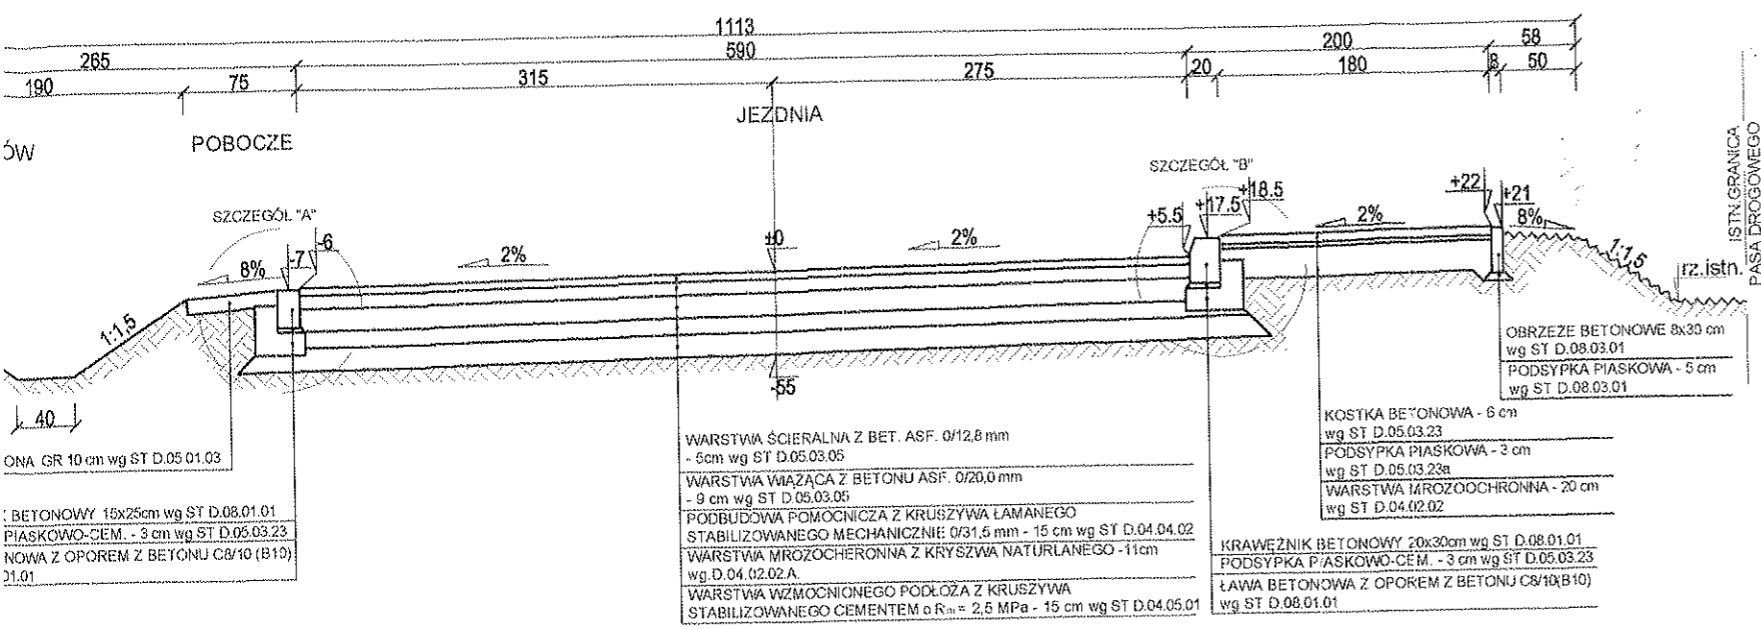 1113
265
590
200
58
190
75
315
275
20
180
8
50
JEZDNIA
POBOCZE
ÓW
SZCZEGÓŁ "A"
SZCZEGÓŁ "B"
ISTN.GRANICA
PASA DROGOWEGO
-7
-6
8%
2%
±0
2%
+5.5
+17.5
+18.5
2%
+22
+21
8%
1:1,5
rz.istn.
1:1,5
40
-55
ONA GR 10 cm wg ST D.05 01.03
BETONOWY 15x25cm wg ST D.08.01.01
PIASKOWO-CEM. - 3 cm wg ST D.05.03.23
NOWA Z OPOREM Z BETONU C8/10 (B10)
01.01
WARSTWA ŚCIERALNA Z BET. ASF. 0/12,8 mm
- 5cm wg ST D.05.03.05
WARSTWA WIĄŻĄCA Z BETONU ASF. 0/20,0 mm
- 9 cm wg ST D.05.03.05
PODBUDOWA POMOCNICZA Z KRUSZYWA ŁAMANEGO
STABILIZOWANEGO MECHANICZNIE 0/31,5 mm - 15 cm wg ST D.04.04.02
WARSTWA MROZOCHERONNA Z KRYSZWA NATURLANEGO -11cm
wg.D.04.02.02.A.
WARSTWA WZMOCNIONEGO PODŁOŻA Z KRUSZYWA
STABILIZOWANEGO CEMENTEM o Rm = 2,5 MPa - 15 cm wg ST D.04.05.01
OBRZEŻE BETONOWE 8x30 cm
wg ST D.08.03.01
PODSYPKA PIASKOWA - 5 cm
wg ST D.08.03.01
KOSTKA BETONOWA - 6 cm
wg ST D.05.03.23
PODSYPKA PIASKOWA - 3 cm
wg ST D.05.03.23a
WARSTWA MROZOOCHRONNA - 20 cm
wg ST D.04.02.02
KRAWĘŻNIK BETONOWY 20x30cm wg ST D.08.01.01
PODSYPKA PIASKOWO-CEM. - 3 cm wg ST D.05.03.23
ŁAWA BETONOWA Z OPOREM Z BETONU C8/10(B10)
wg ST D.08.01.01